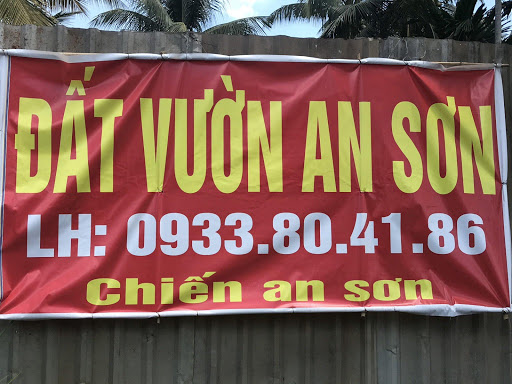 ĐẤT VƯỜN AN SƠN
LH: 0933.80.41.86
Chiến an sơn